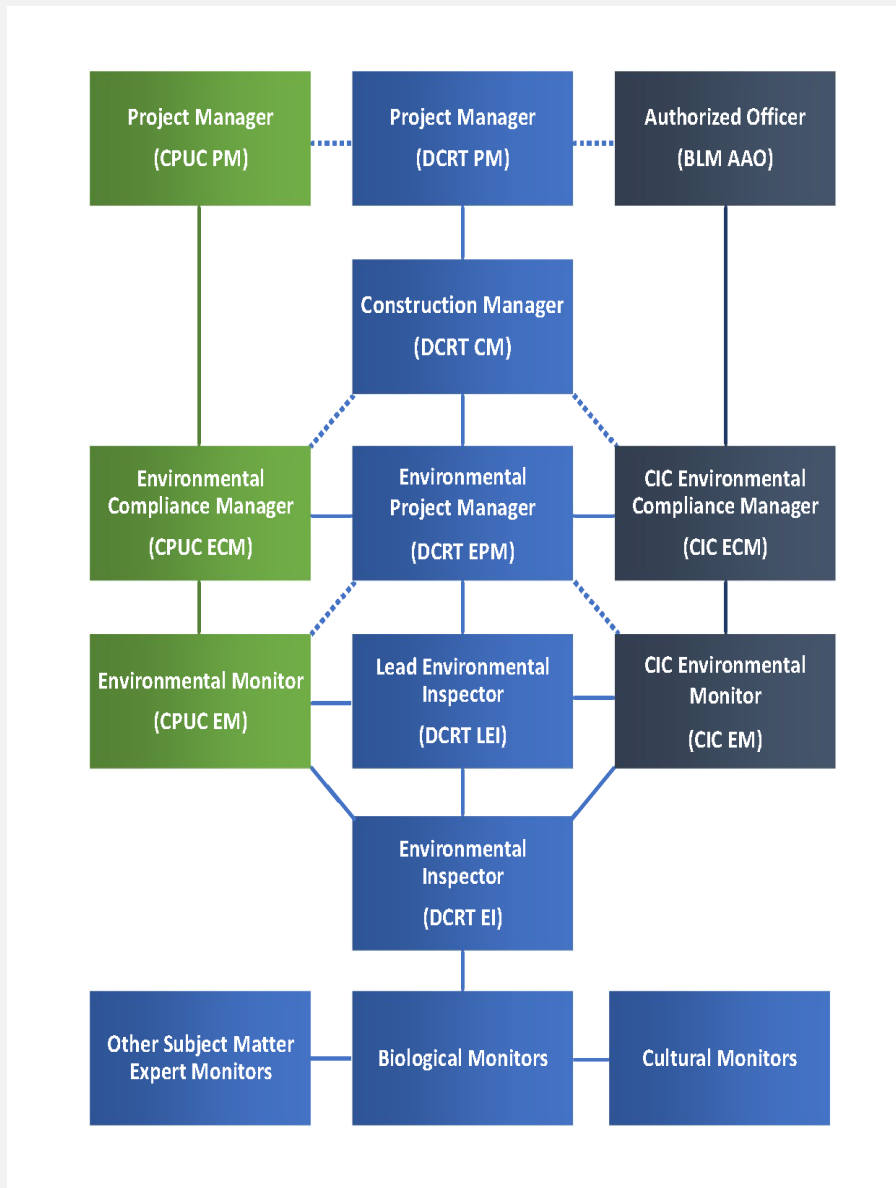 Project Manager
(CPUC PM)
Project Manager
(DCRT PM)
Authorized Officer
(BLM AAO)
Construction Manager
(DCRT CM)
Environmental
Compliance Manager
(CPUC ECM)
Environmental
Project Manager
(DCRT EPM)
CIC Environmental
Compliance Manager
(CIC ECM)
Environmental Monitor
(CPUC EM)
Lead Environmental
Inspector
(DCRT LEI)
CIC Environmental
Monitor
(CIC EM)
Environmental
Inspector
(DCRT EI)
Other Subject Matter
Expert Monitors
Biological Monitors
Cultural Monitors